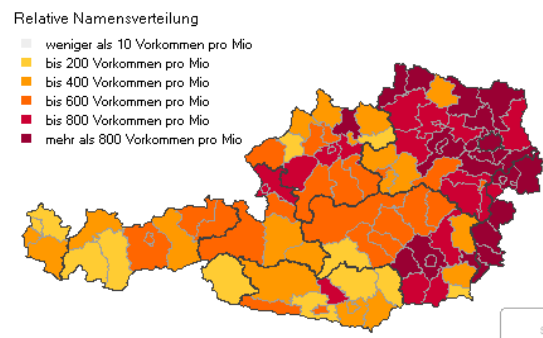 Relative Namensverteilung
weniger als 10 Vorkommen pro Mio
bis 200 Vorkommen pro Mio
bis 400 Vorkommen pro Mio
bis 600 Vorkommen pro Mio
bis 800 Vorkommen pro Mio
mehr als 800 Vorkommen pro Mio